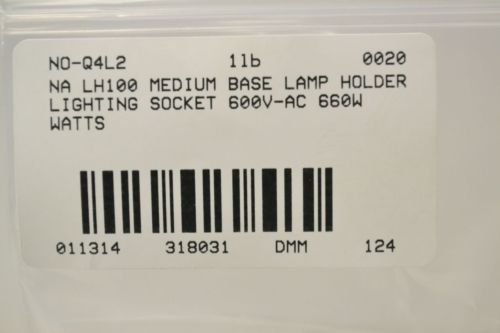 NO-Q4L2 1lb 0020
NA LH100 MEDIUM BASE LAMP HOLDER
LIGHTING SOCKET 600V-AC 660W
WATTS
011314 318031 DMM 124